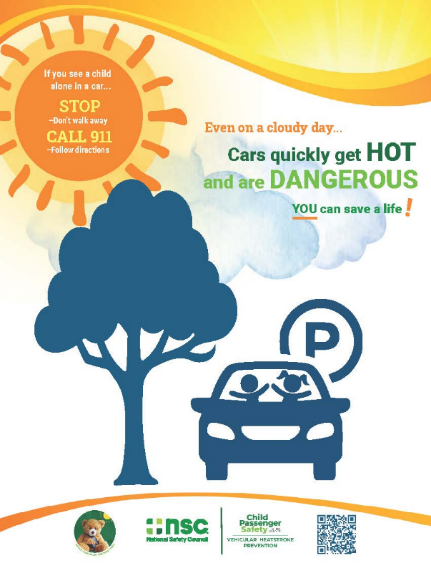 If you see a child
alone in a car...
STOP
–Don't walk away
CALL 911
–Follow directions
Even on a cloudy day...
Cars quickly get HOT
and are DANGEROUS
YOU can save a life!
P
nsc
National Safety Council
Child
Passenger
Safety
VEHICULAR HEATSTROKE
PREVENTION